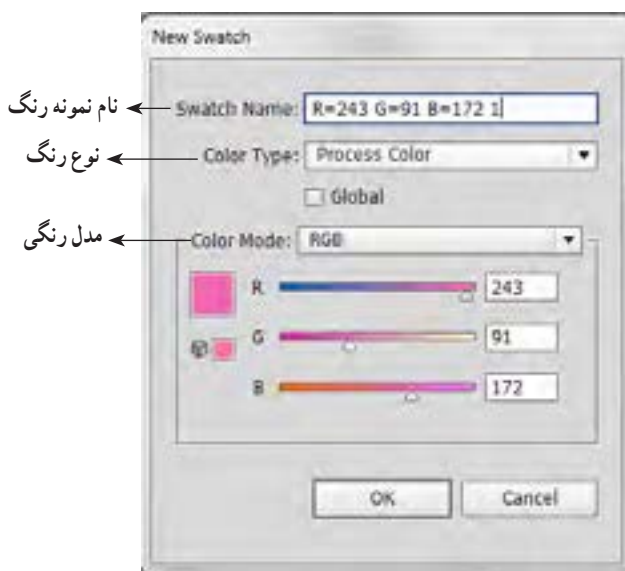 New Swatch
نام نمونه رنگ
Swatch Name: R=243 G=91 B=172 1
نوع رنگ
Color Type: Process Color
Global
مدل رنگی
Color Mode: RGB
R 243
G 91
B 172
OK Cancel